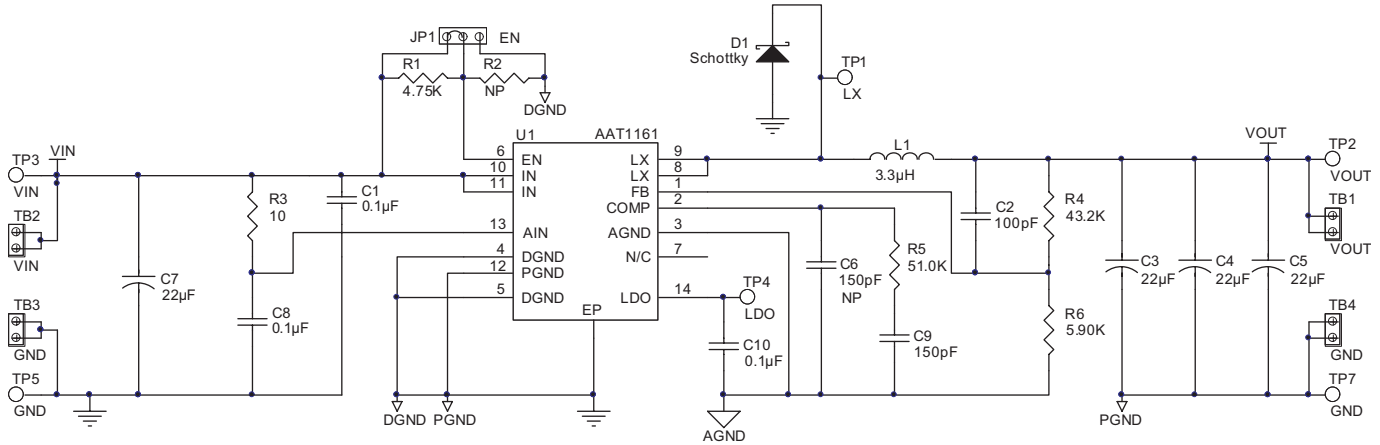 JP1
EN
R1
4.75K
R2
NP
DGND
D1
Schottky
TP1
LX
U1
AAT1161
TP3
VIN
VIN
TB2
VIN
TB3
GND
TP5
GND
C7
22µF
R3
10
C8
0.1µF
C1
0.1µF
6
EN
10
IN
11
IN
13
AIN
4
DGND
12
PGND
5
DGND
EP
9
LX
8
LX
1
FB
2
COMP
3
AGND
7
N/C
14
LDO
DGND
PGND
TP4
LDO
C10
0.1µF
AGND
L1
3.3µH
C6
150pF
NP
R5
51.0K
C9
150pF
C2
100pF
R4
43.2K
R6
5.90K
C3
22µF
C4
22µF
C5
22µF
PGND
VOUT
TP2
VOUT
TB1
VOUT
TB4
GND
TP7
GND